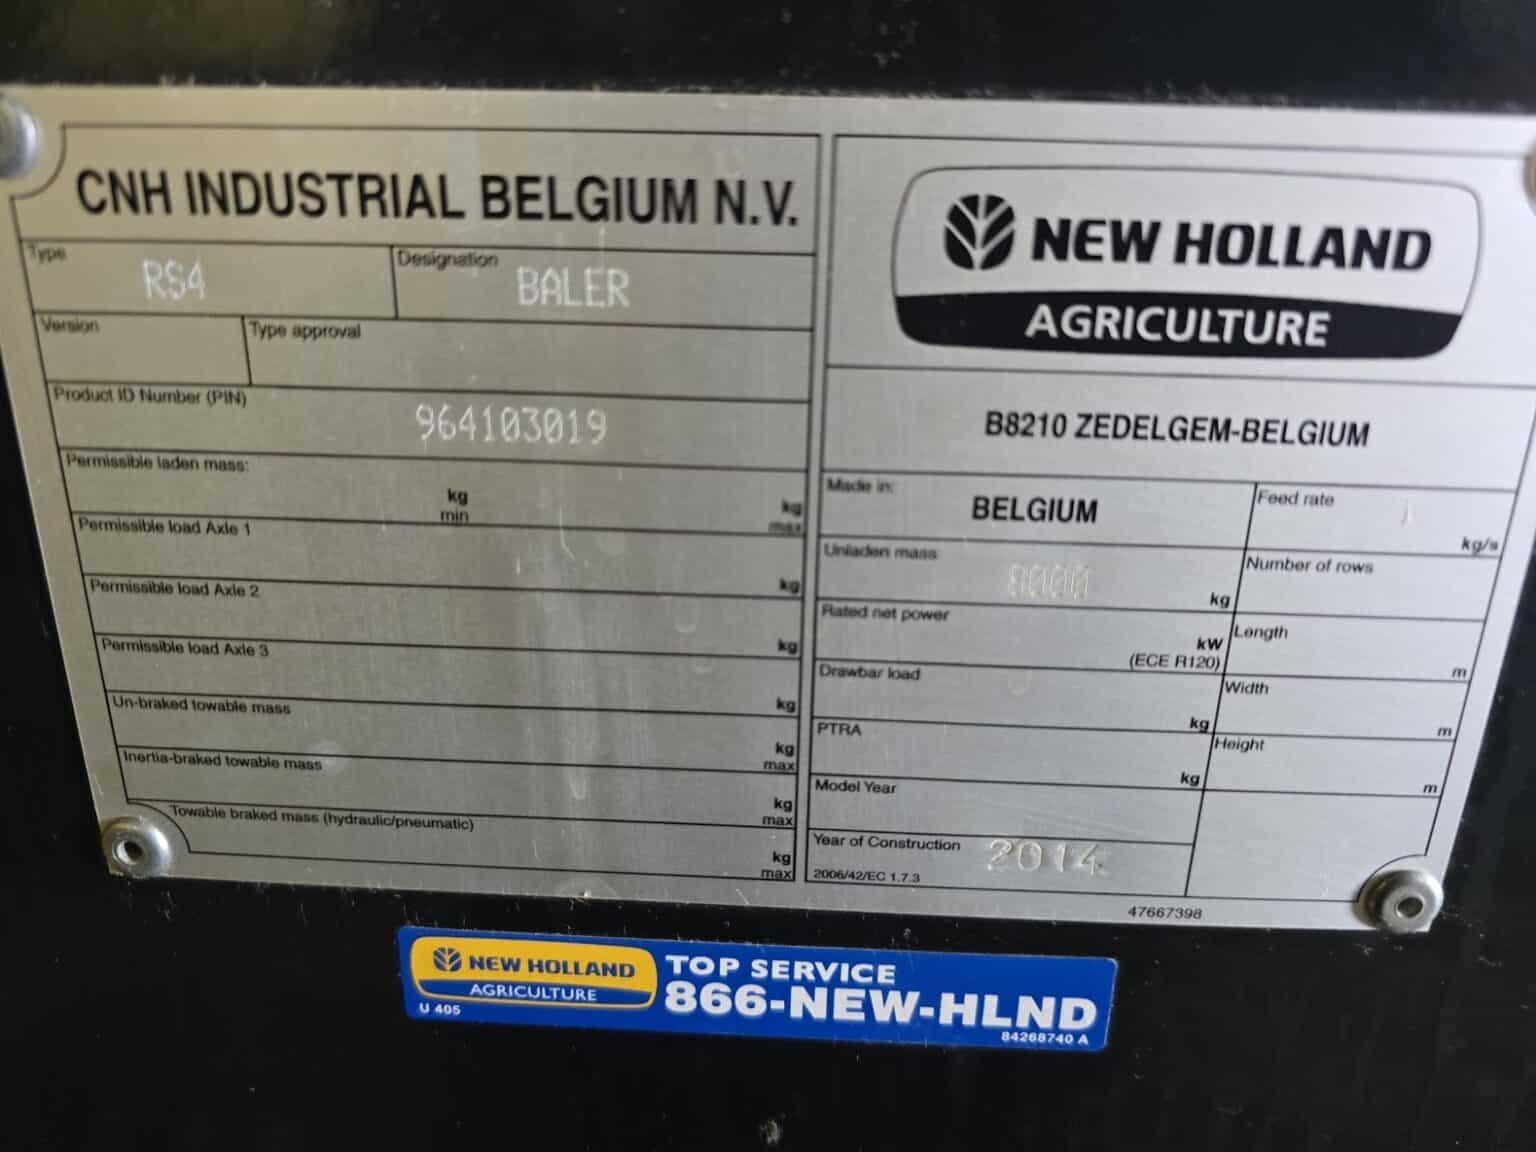 CNH INDUSTRIAL BELGIUM N.V.
Type
RS4
Designation
BALER
Version
Type approval
Product ID Number (PIN)
964103019
Permissible laden mass:
kg
min
kg
max
Permissible load Axle 1
kg
Permissible load Axle 2
kg
Permissible load Axle 3
kg
Un-braked towable mass
kg
max
Inertia-braked towable mass
kg
max
Towable braked mass (hydraulic/pneumatic)
kg
max
NEW HOLLAND
AGRICULTURE
B8210 ZEDELGEM-BELGIUM
Made in:
BELGIUM
Feed rate
kg/s
Unladen mass
kg
Number of rows
Rated net power
kW
(ECE R120)
Length
m
Drawbar load
kg
Width
m
PTRA
kg
Height
m
Model Year
Year of Construction
2014
2006/42/EC 1.7.3
47667398
NEW HOLLAND
AGRICULTURE
U 405
TOP SERVICE
866-NEW-HLND
84268740 A